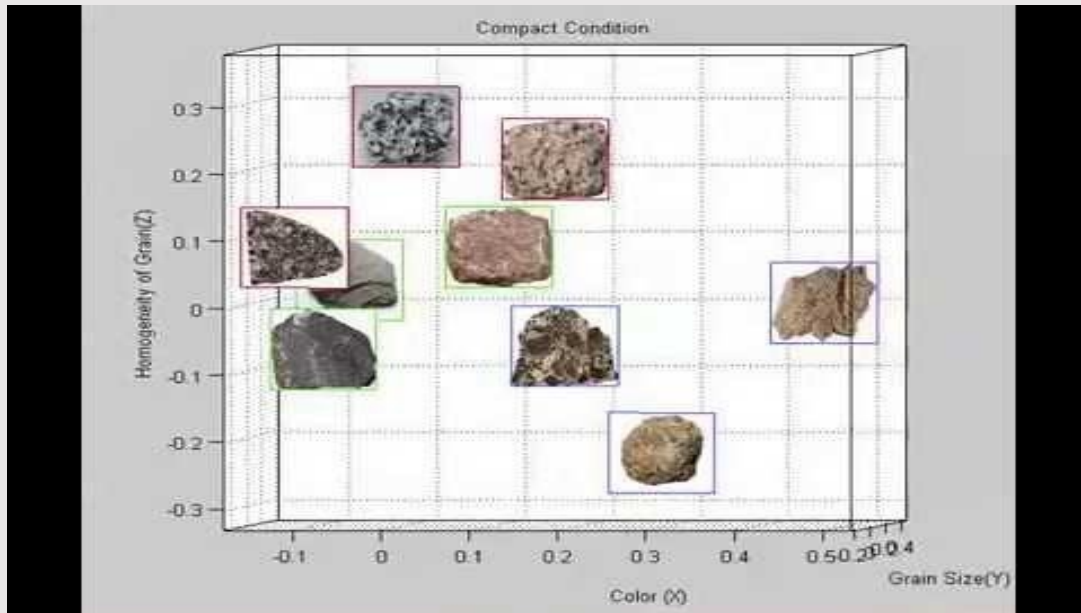 Compact Condition
0.3
0.2
0.1
0
-0.1
-0.2
-0.3
Homogeneity of Grain(Z)
-0.1 0 0.1 0.2 0.3 0.4 0.5
Color (X)
Grain Size(Y)